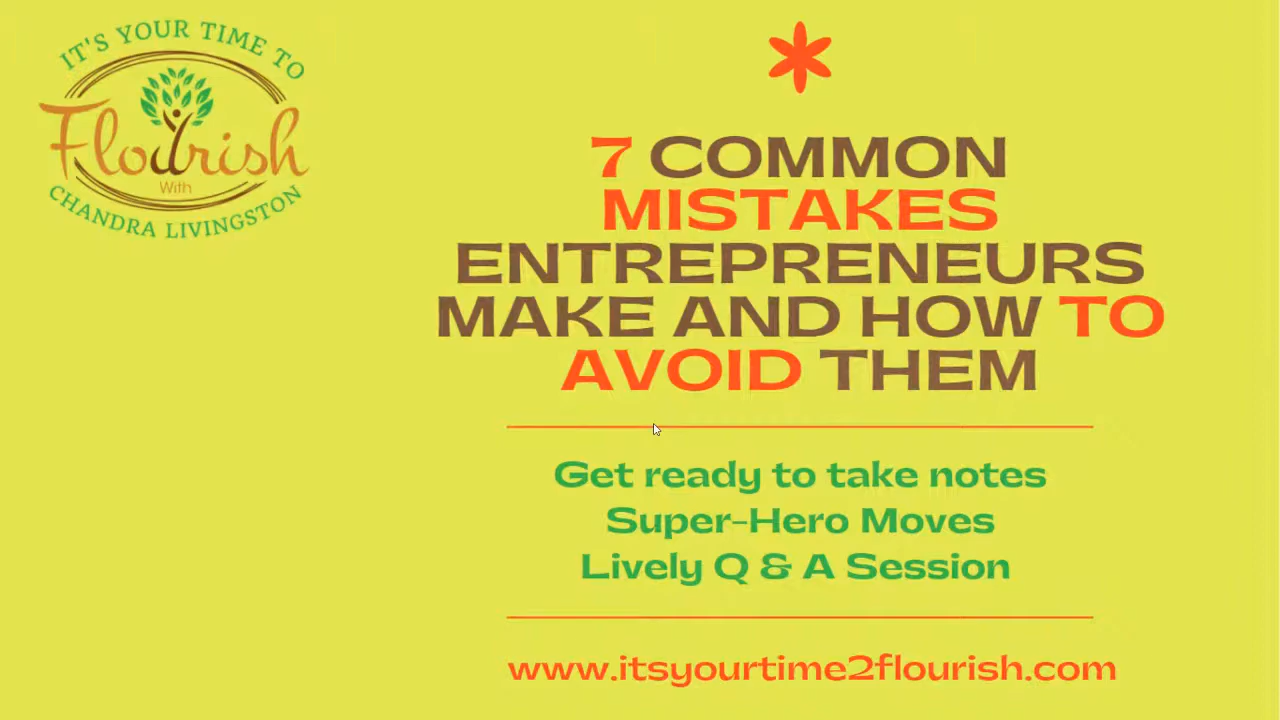 IT'S YOUR TIME TO
Flourish
With
CHANDRA LIVINGSTON
7 COMMON
MISTAKES
ENTREPRENEURS
MAKE AND HOW TO
AVOID THEM
Get ready to take notes
Super-Hero Moves
Lively Q & A Session
www.itsyourtime2flourish.com